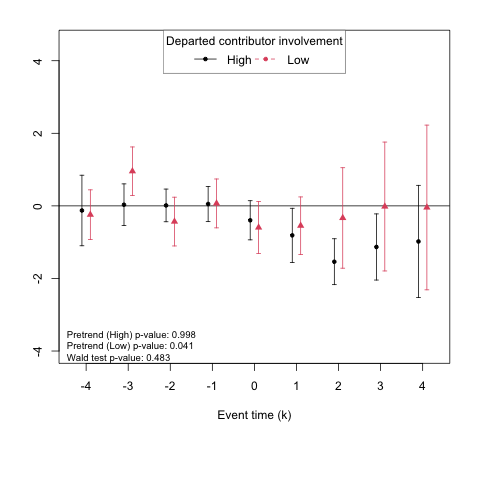 Departed contributor involvement
High Low
4
2
0
-2
-4
Pretrend (High) p-value: 0.998
Pretrend (Low) p-value: 0.041
Wald test p-value: 0.483
-4 -3 -2 -1 0 1 2 3 4
Event time (k)